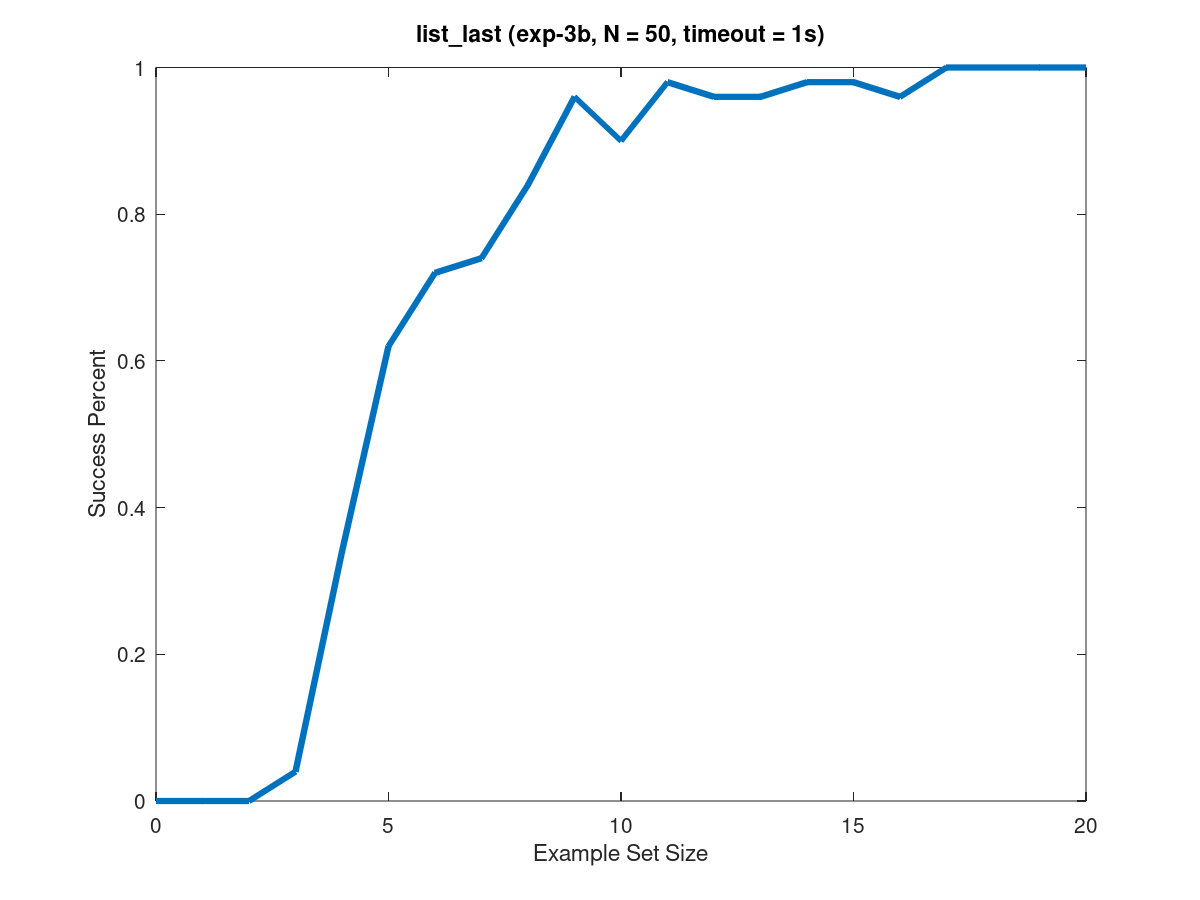 list_last (exp-3b, N = 50, timeout = 1s)
1
0.8
0.6
0.4
0.2
0
Success Percent
0 5 10 15 20
Example Set Size